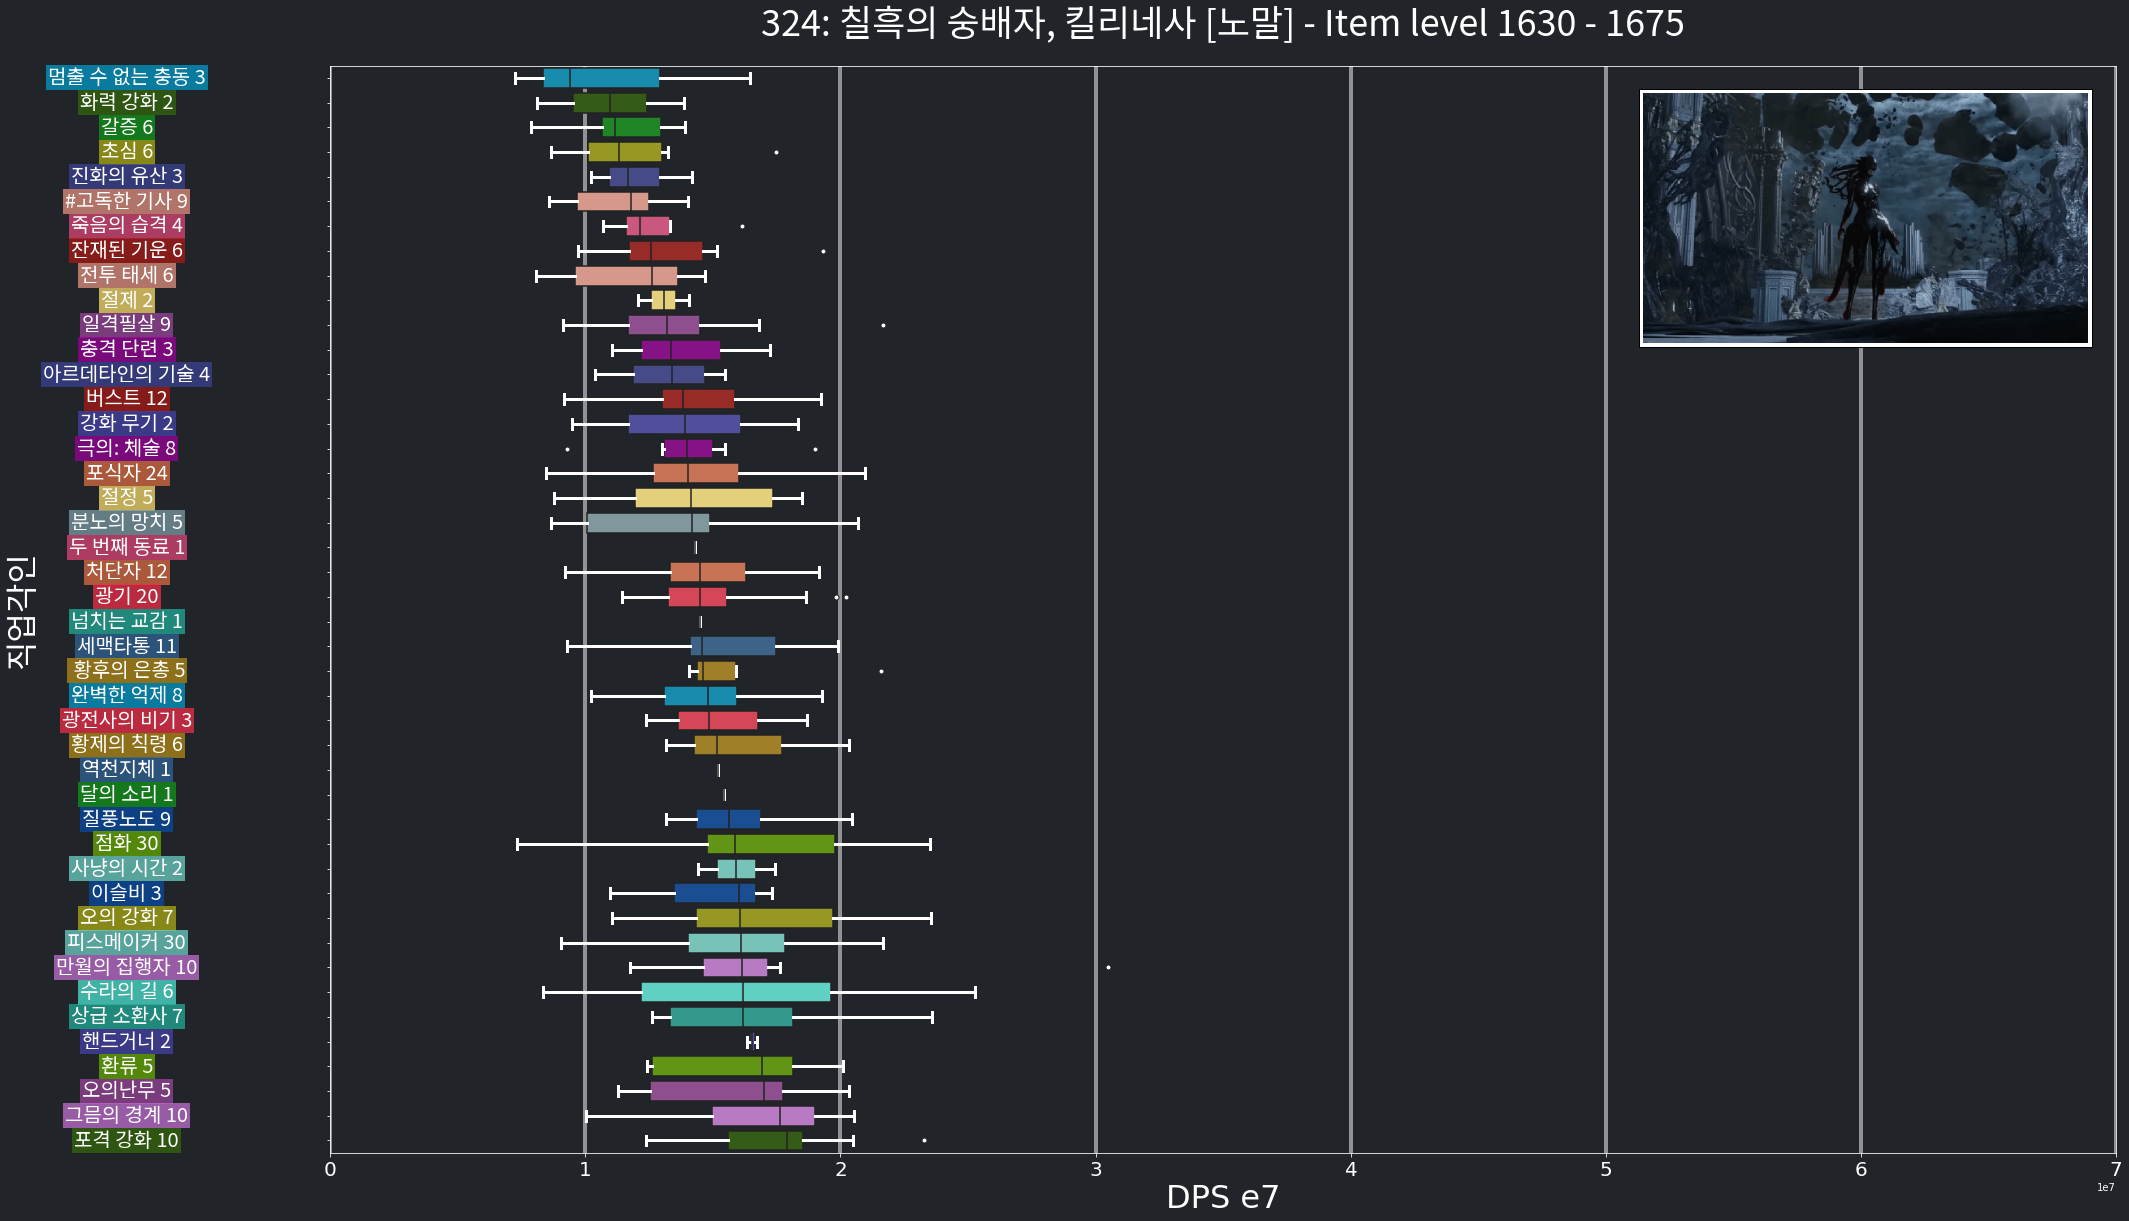 324: 칠흑의 숭배자, 킬리네사 [노말] - Item level 1630 - 1675
멈출 수 없는 충동 3
화력 강화 2
갈증 6
초심 6
진화의 유산 3
#고독한 기사 9
죽음의 습격 4
잔재된 기운 6
전투 태세 6
절제 2
일격필살 9
충격 단련 3
아르데타인의 기술 4
버스트 12
강화 무기 2
극의: 체술 8
포식자 24
절정 5
분노의 망치 5
두 번째 동료 1
처단자 12
광기 20
넘치는 교감 1
세맥타통 11
황후의 은총 5
완벽한 억제 8
광전사의 비기 3
황제의 칙령 6
역천지체 1
달의 소리 1
질풍노도 9
점화 30
사냥의 시간 2
이슬비 3
오의 강화 7
피스메이커 30
만월의 집행자 10
수라의 길 6
상급 소환사 7
핸드거너 2
환류 5
오의난무 5
그믐의 경계 10
포격 강화 10
직업각인
0 1 2 3 4 5 6 7
DPS e7
1e7